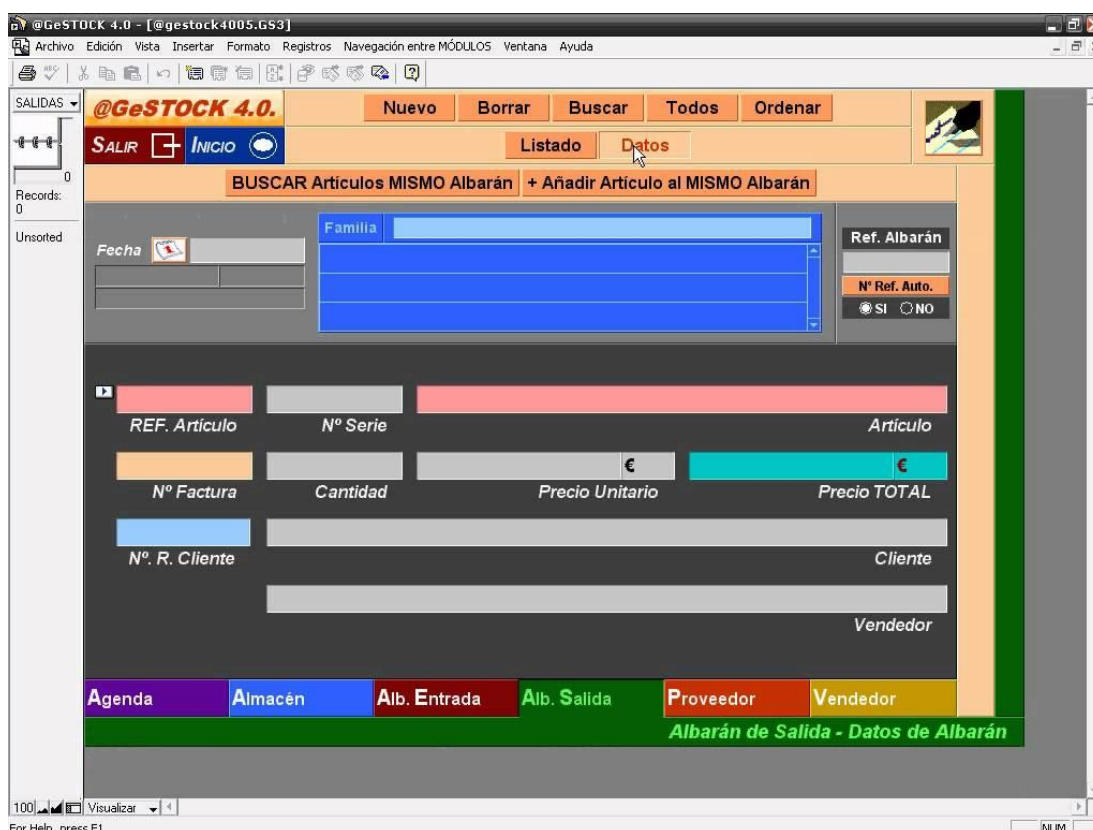 @GeSTOCK 4.0 - [@gestock4005.GS3]
Archivo Edición Vista Insertar Formato Registros Navegación entre MÓDULOS Ventana Ayuda
SALIDAS
@GeSTOCK 4.0.
Nuevo Borrar Buscar Todos Ordenar
SALIR INICIO
Listado Datos
0
Records:
0
BUSCAR Artículos MISMO Albarán + Añadir Artículo al MISMO Albarán
Unsorted
Familia
Fecha
Ref. Albarán
Nº Ref. Auto.
SI NO
REF. Artículo Nº Serie Artículo
€ €
Nº Factura Cantidad Precio Unitario Precio TOTAL
Nº. R. Cliente Cliente
Vendedor
Agenda Almacén Alb. Entrada Alb. Salida Proveedor Vendedor
Albarán de Salida - Datos de Albarán
100 Visualizar
For Help, press F1 NUM